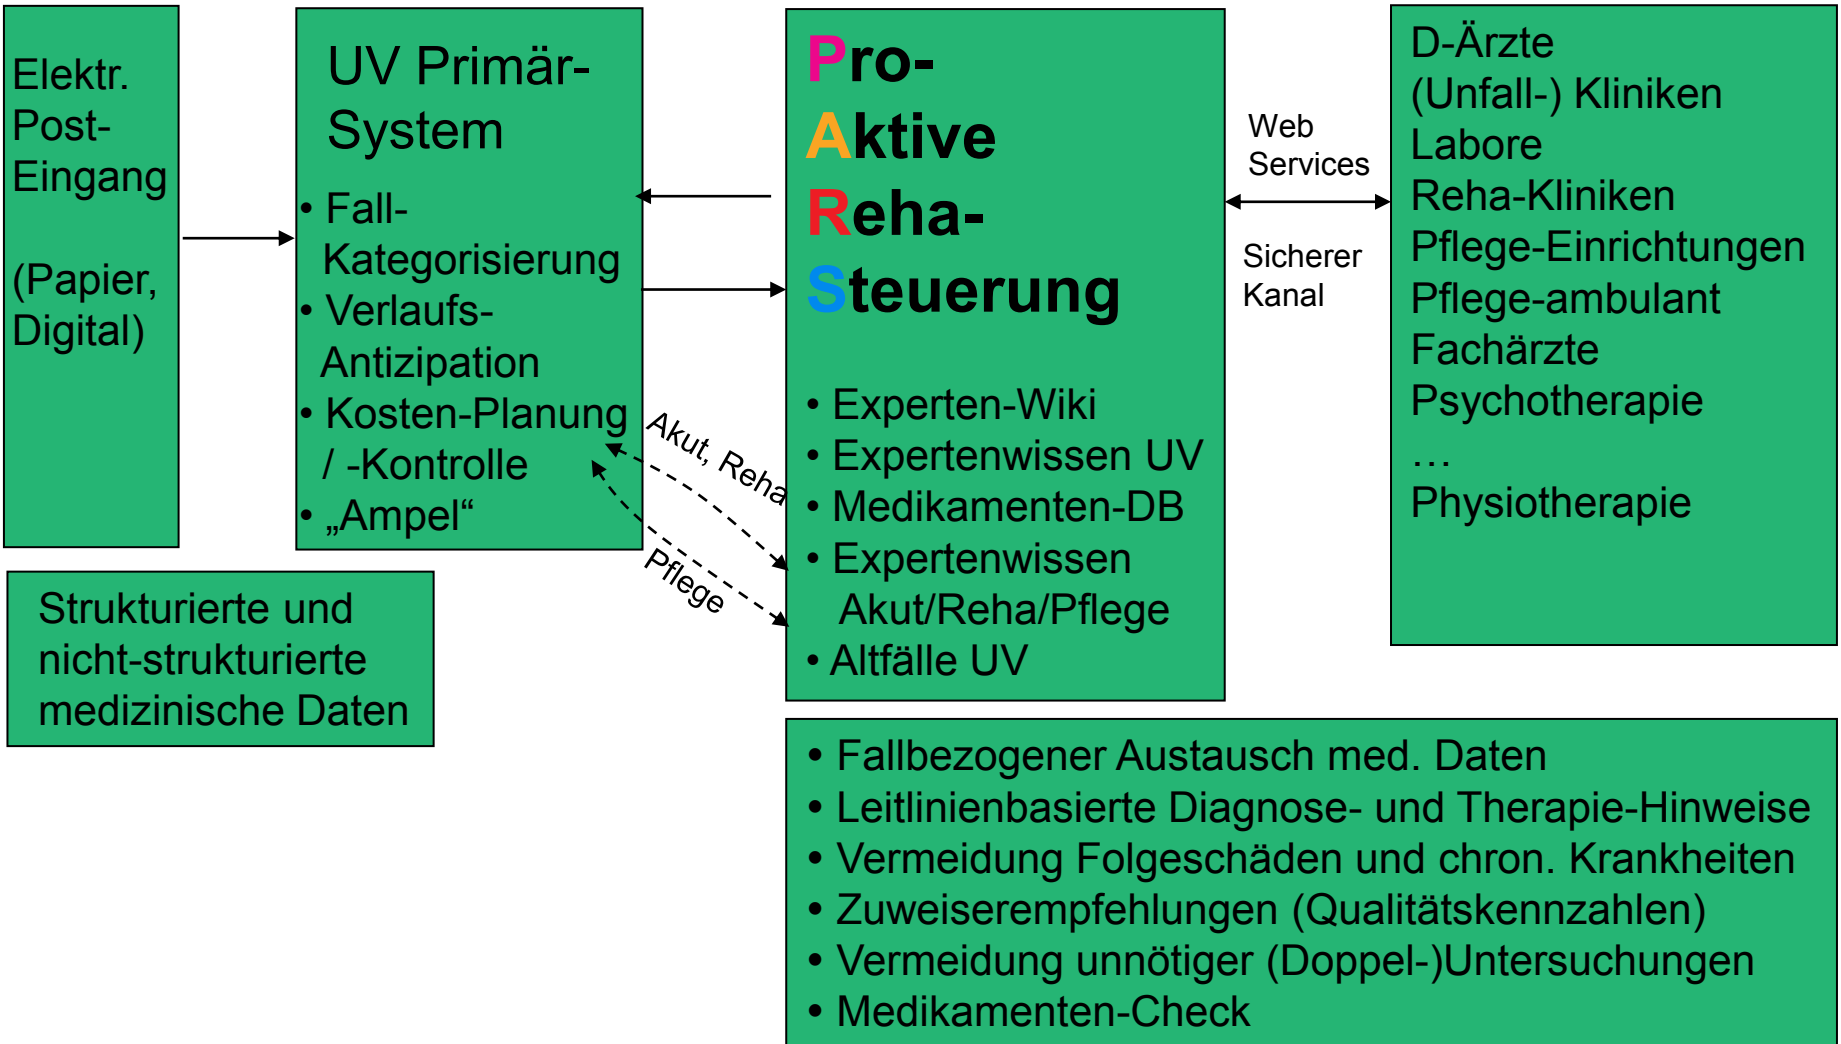 Elektr.
Post-
Eingang
(Papier,
Digital)
UV Primär-
System
• Fall-
Kategorisierung
• Verlaufs-
Antizipation
• Kosten-Planung
/ -Kontrolle
• „Ampel“
Strukturierte und
nicht-strukturierte
medizinische Daten
Akut, Reha
Pflege
Pro-
Aktive
Reha-
Steuerung
• Experten-Wiki
• Expertenwissen UV
• Medikamenten-DB
• Expertenwissen
Akut/Reha/Pflege
• Altfälle UV
Web
Services
Sicherer
Kanal
D-Ärzte
(Unfall-) Kliniken
Labore
Reha-Kliniken
Pflege-Einrichtungen
Pflege-ambulant
Fachärzte
Psychotherapie
…
Physiotherapie
• Fallbezogener Austausch med. Daten
• Leitlinienbasierte Diagnose- und Therapie-Hinweise
• Vermeidung Folgeschäden und chron. Krankheiten
• Zuweiserempfehlungen (Qualitätskennzahlen)
• Vermeidung unnötiger (Doppel-)Untersuchungen
• Medikamenten-Check